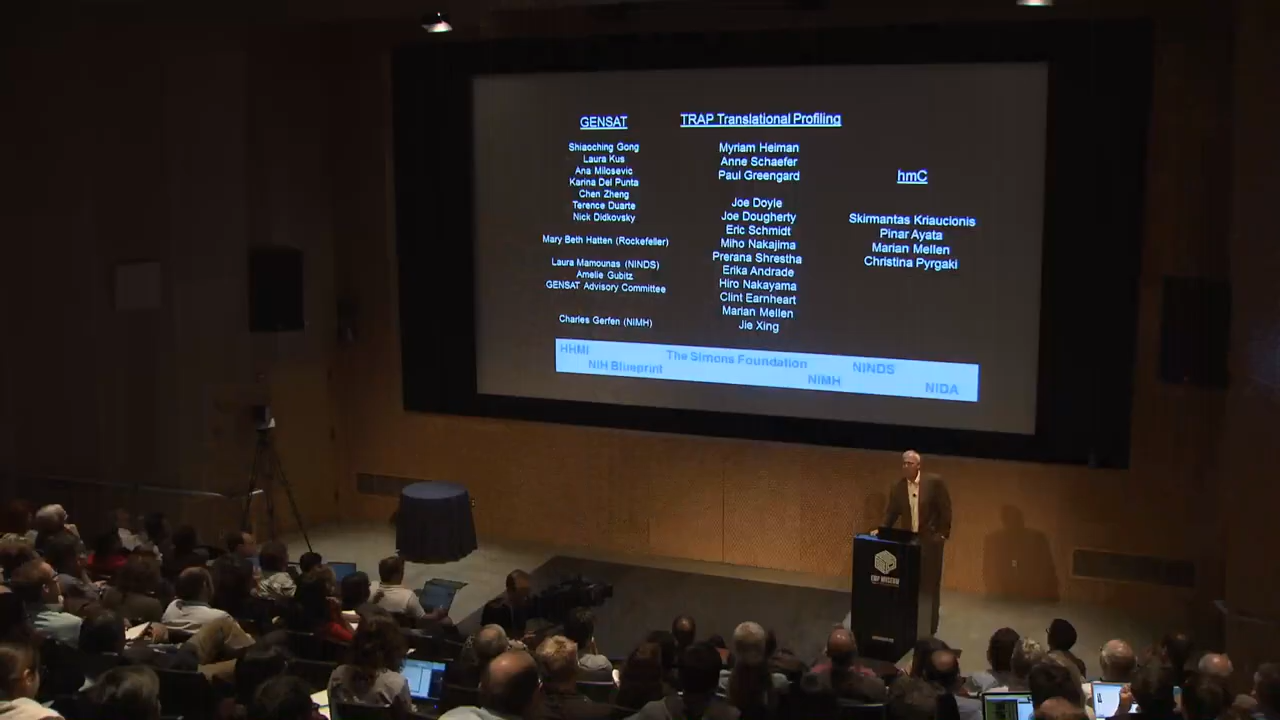 GENSAT
Shiaoching Gong
Laura Kus
Ana Milosevic
Karina Del Punta
Chen Zheng
Terence Duarte
Nick Didkovsky
Mary Beth Hatten (Rockefeller)
Laura Mamounas (NINDS)
Amelie Gubitz
GENSAT Advisory Committee
Charles Gerfen (NIMH)
TRAP Translational Profiling
Myriam Heiman
Anne Schaefer
Paul Greengard
Joe Doyle
Joe Dougherty
Eric Schmidt
Miho Nakajima
Prerana Shrestha
Erika Andrade
Hiro Nakayama
Clint Earnheart
Marian Mellen
Jie Xing
hmC
Skirmantas Kriaucionis
Pinar Ayata
Marian Mellen
Christina Pyrgaki
HHMI
The Simons Foundation
NINDS
NIH Blueprint
NIMH
NIDA